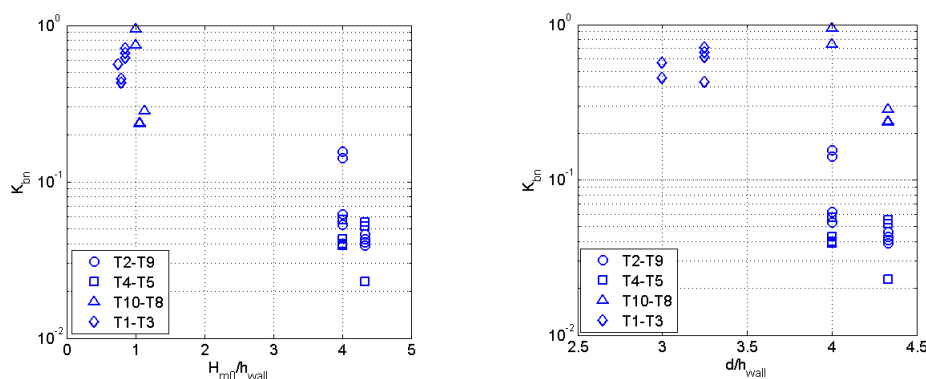 10^0
10^-1
10^-2
K_bn
0 1 2 3 4 5
H_m0/h_wall
T2-T9
T4-T5
T10-T8
T1-T3
10^0
10^-1
10^-2
K_bn
2.5 3 3.5 4 4.5
d/h_wall
T2-T9
T4-T5
T10-T8
T1-T3